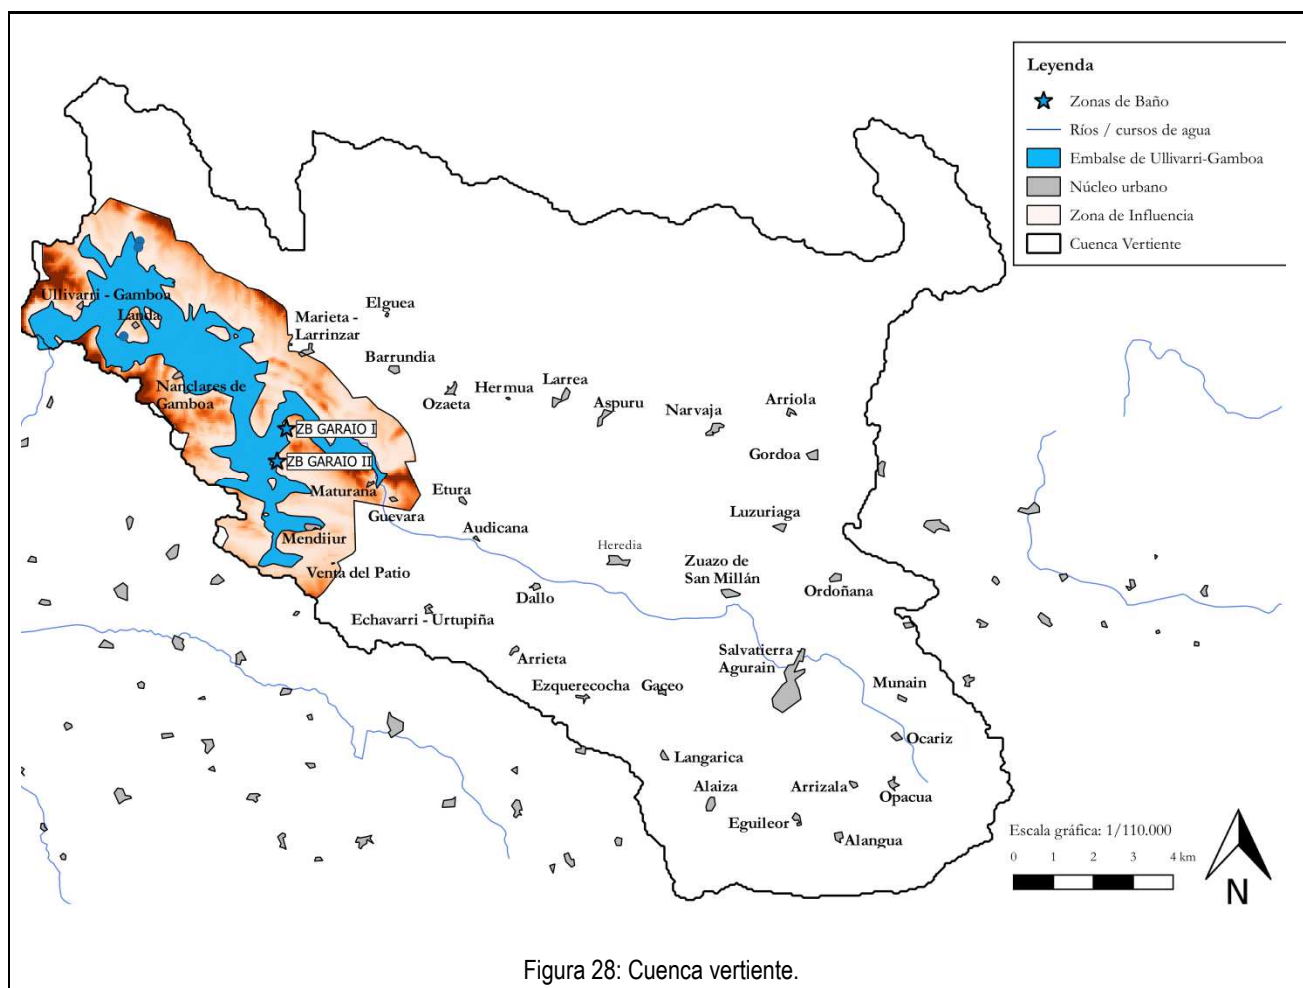 Leyenda
Zonas de Baño
Ríos / cursos de agua
Embalse de Ullivarri-Gamboa
Núcleo urbano
Zona de Influencia
Cuenca Vertiente
Ullivarri - Gamboa
Landa
Elguea
Marieta -
Larrinzar
Barrundia
Nanclares de
Gamboa
Ozaeta
Hermua
Larrea
Aspuru
Narvaja
Arriola
ZB GARAIO I
Gordoa
ZB GARAIO II
Maturana
Etura
Guevara
Luzuriaga
Audicana
Mendijur
Heredia
Zuazo de
San Millán
Venta del Patio
Dallo
Ordoñana
Echavarri - Urtupiña
Salvatierra
Agurain
Arrieta
Ezquerecocha
Gaceo
Munain
Ocariz
Langarica
Alaiza
Arrizala
Opacua
Eguileor
Alangua
Escala gráfica: 1/110.000
0 1 2 3 4 km
N
Figura 28: Cuenca vertiente.